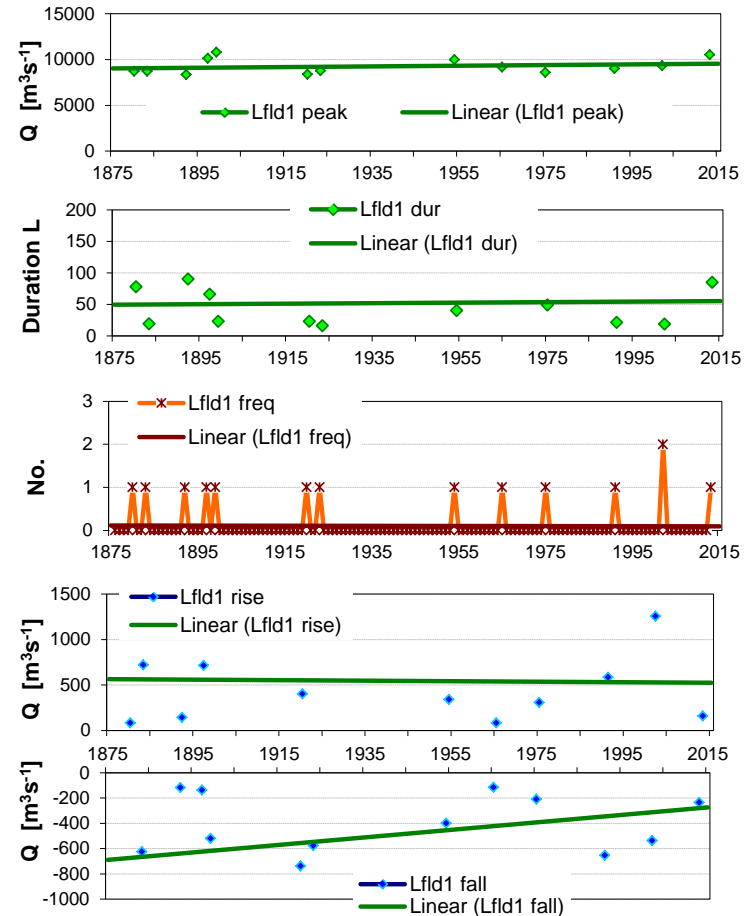 15000
10000
5000
0
Q [m³s⁻¹]
Lfld1 peak
Linear (Lfld1 peak)
1875 1895 1915 1935 1955 1975 1995 2015
200
150
100
50
0
Duration L
Lfld1 dur
Linear (Lfld1 dur)
1875 1895 1915 1935 1955 1975 1995 2015
3
2
1
0
No.
Lfld1 freq
Linear (Lfld1 freq)
1875 1895 1915 1935 1955 1975 1995 2015
1500
1000
500
0
Q [m³s⁻¹]
Lfld1 rise
Linear (Lfld1 rise)
1875 1895 1915 1935 1955 1975 1995 2015
0
-200
-400
-600
-800
-1000
Q [m³s⁻¹]
Lfld1 fall
Linear (Lfld1 fall)